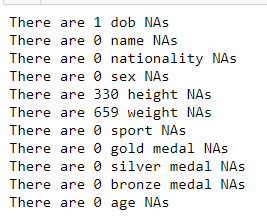 There are 1 dob NAs
There are 0 name NAs
There are 0 nationality NAs
There are 0 sex NAs
There are 330 height NAs
There are 659 weight NAs
There are 0 sport NAs
There are 0 gold medal NAs
There are 0 silver medal NAs
There are 0 bronze medal NAs
There are 0 age NAs